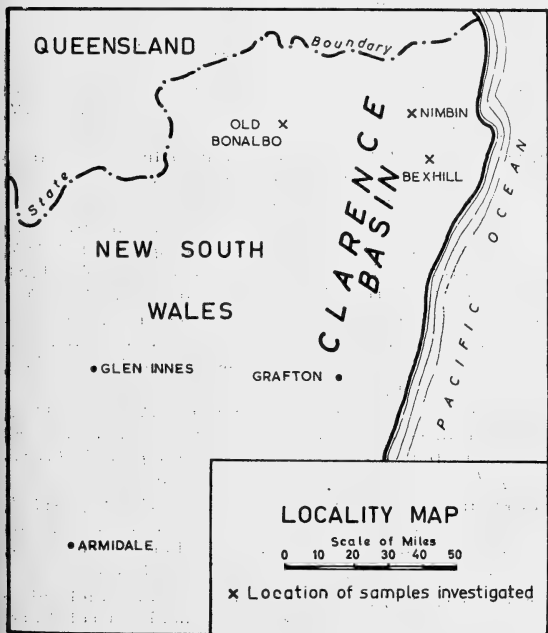 QUEENSLAND
State Boundary
OLD
BONALBO
× NIMBIN
×
BEXHILL
CLARENCE
BASIN
PACIFIC OCEAN
NEW SOUTH
WALES
• GLEN INNES
GRAFTON •
• ARMIDALE
LOCALITY MAP
Scale of Miles
0 10 20 30 40 50
× Location of samples investigated